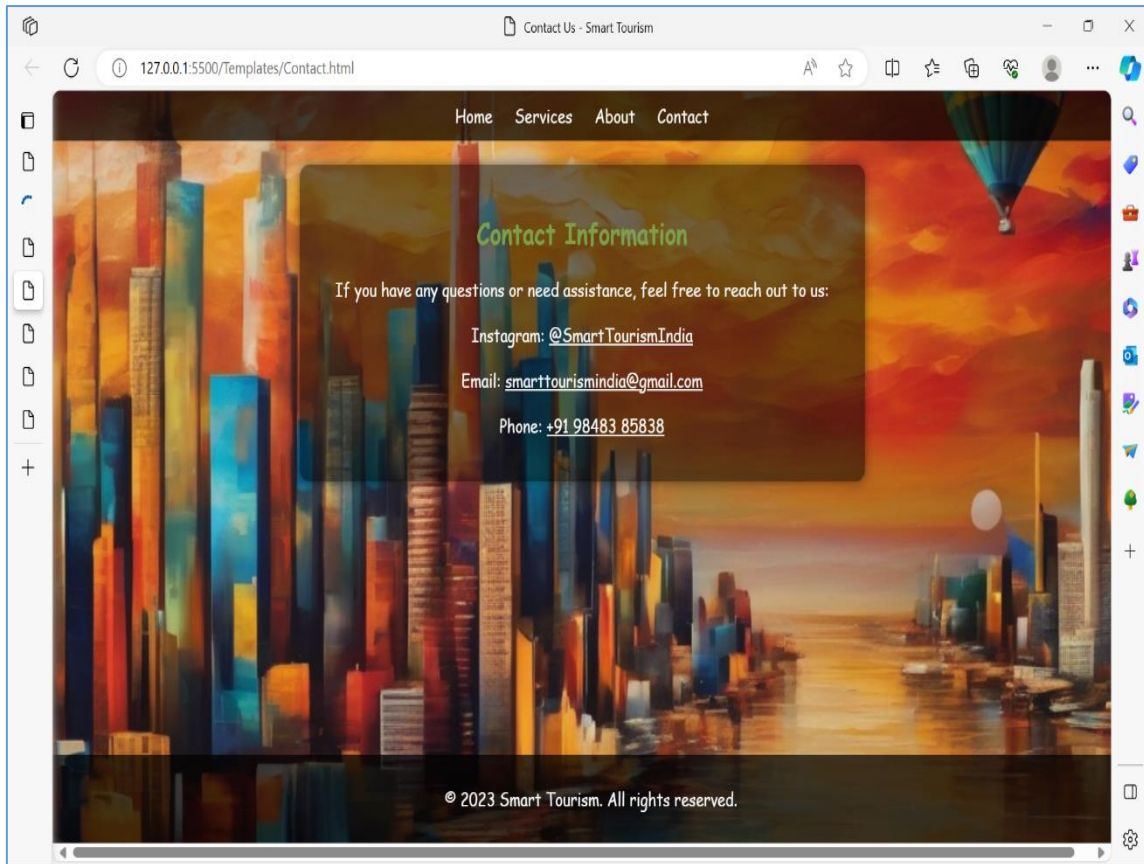 Contact Us - Smart Tourism
127.0.0.1:5500/Templates/Contact.html
Home Services About Contact
Contact Information
If you have any questions or need assistance, feel free to reach out to us:
Instagram: @SmartTourismIndia
Email: smarttourismindia@gmail.com
Phone: +91 98483 85838
© 2023 Smart Tourism. All rights reserved.